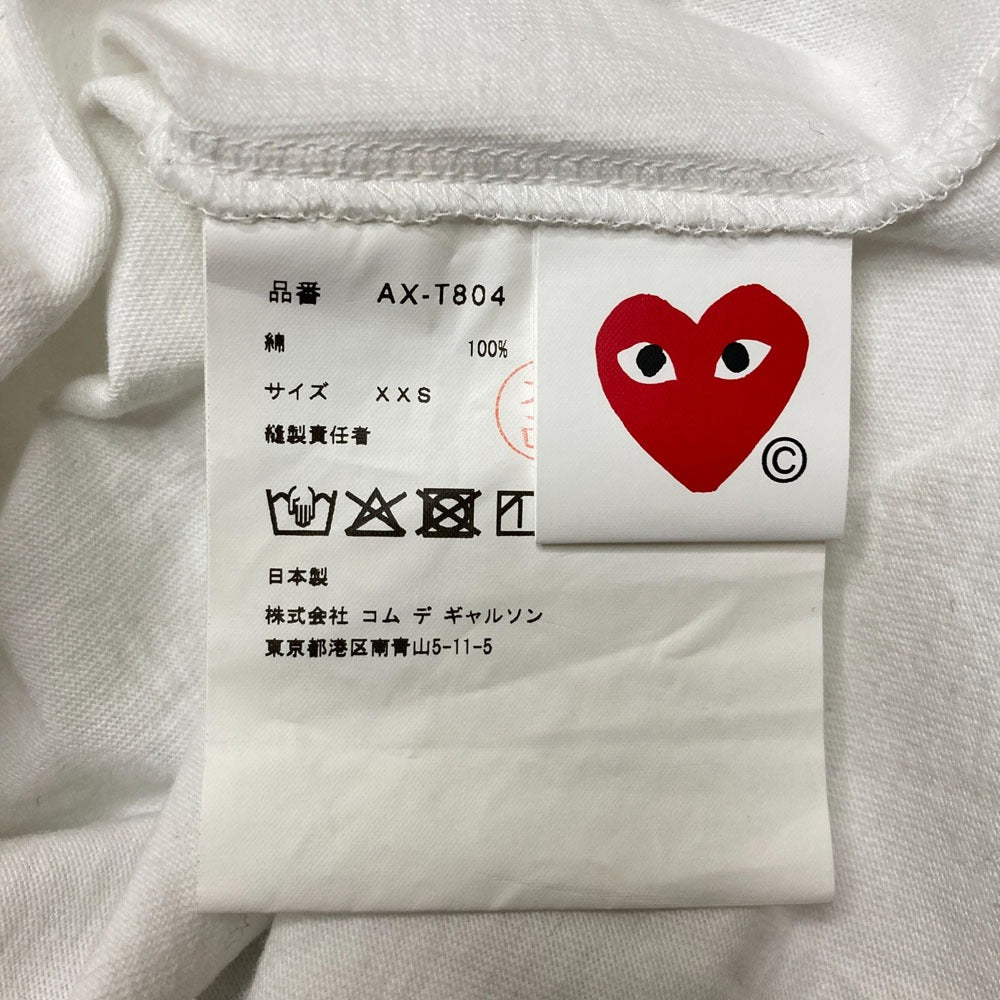 品番 AX-T804
綿 100%
サイズ XXS
縫製責任者
日本製
株式会社 コム デ ギャルソン
東京都港区南青山5-11-5
©